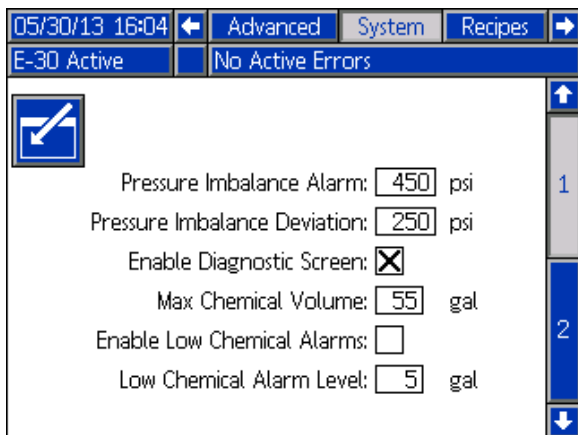 05/30/13 16:04 Advanced System Recipes
E-30 Active No Active Errors
Pressure Imbalance Alarm: 450 psi
1
Pressure Imbalance Deviation: 250 psi
Enable Diagnostic Screen:
Max Chemical Volume: 55 gal
2
Enable Low Chemical Alarms:
Low Chemical Alarm Level: 5 gal